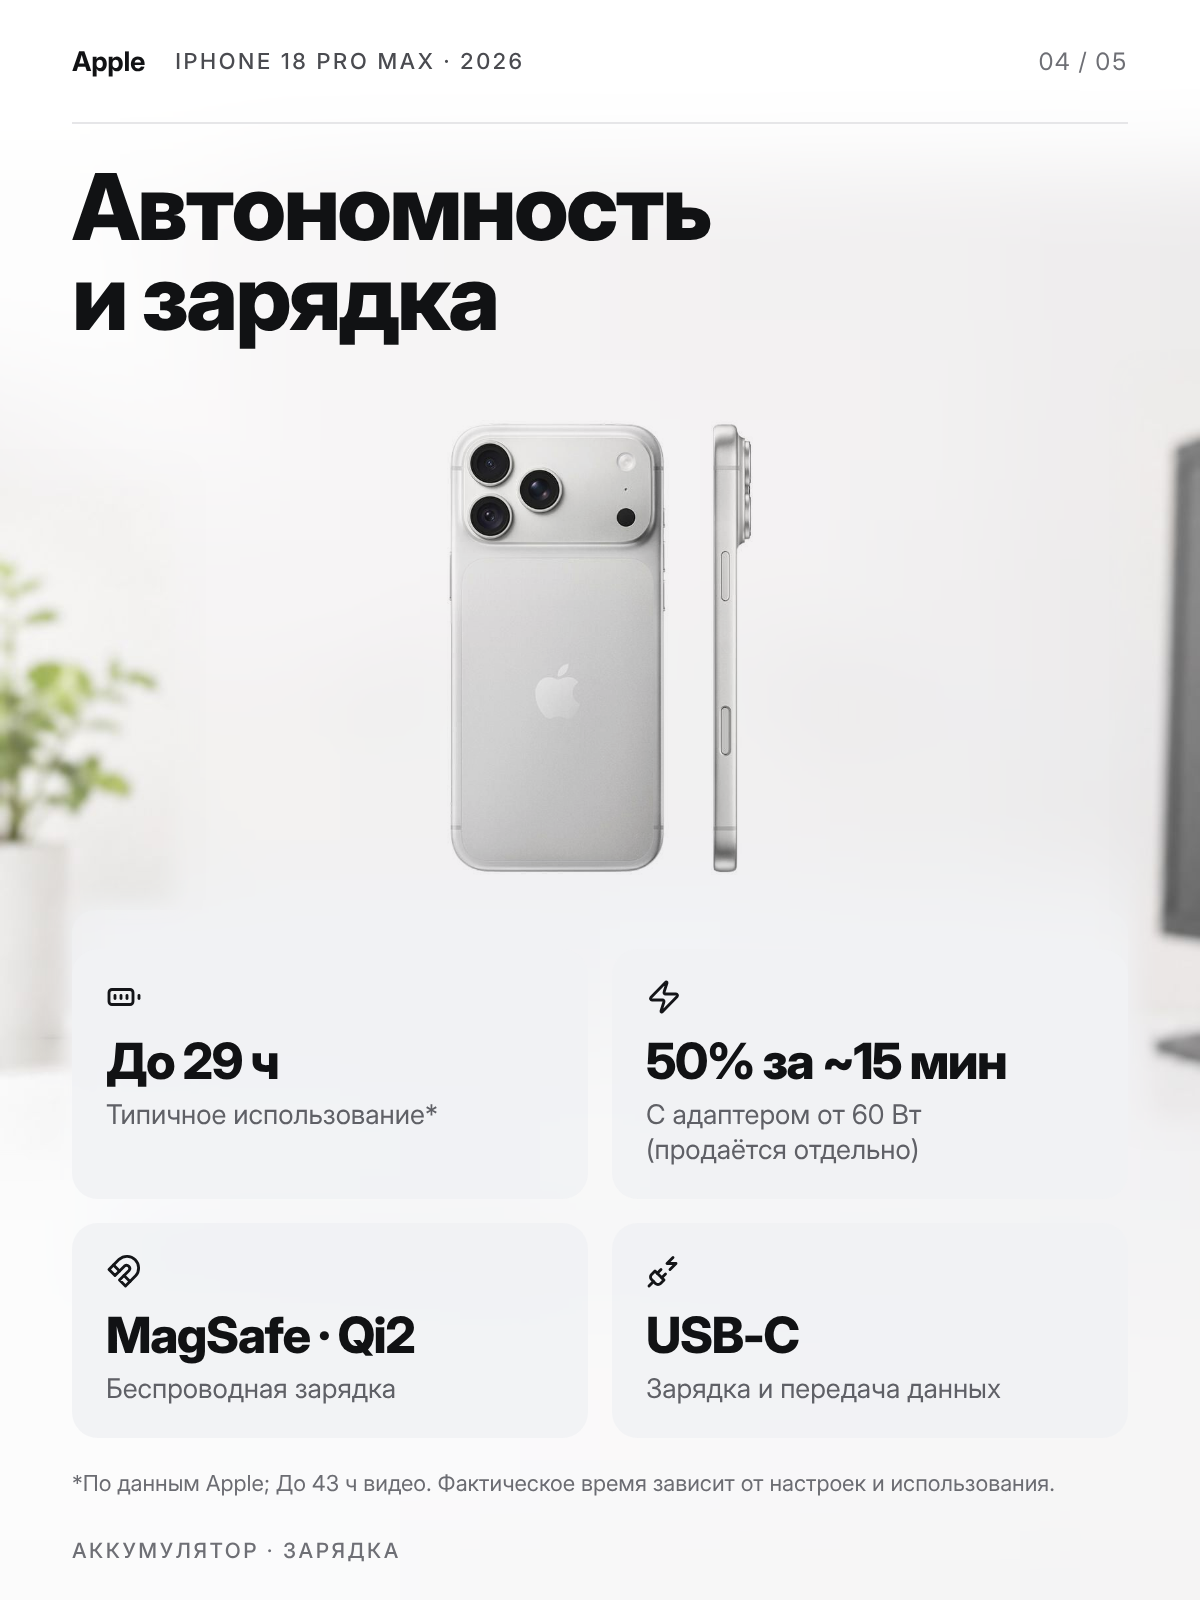 Apple IPHONE 18 PRO MAX · 2026 04 / 05
Автономность
и зарядка
До 29 ч
Типичное использование*
50% за ~15 мин
С адаптером от 60 Вт
(продаётся отдельно)
MagSafe · Qi2
Беспроводная зарядка
USB-C
Зарядка и передача данных
*По данным Apple; До 43 ч видео. Фактическое время зависит от настроек и использования.
АККУМУЛЯТОР · ЗАРЯДКА